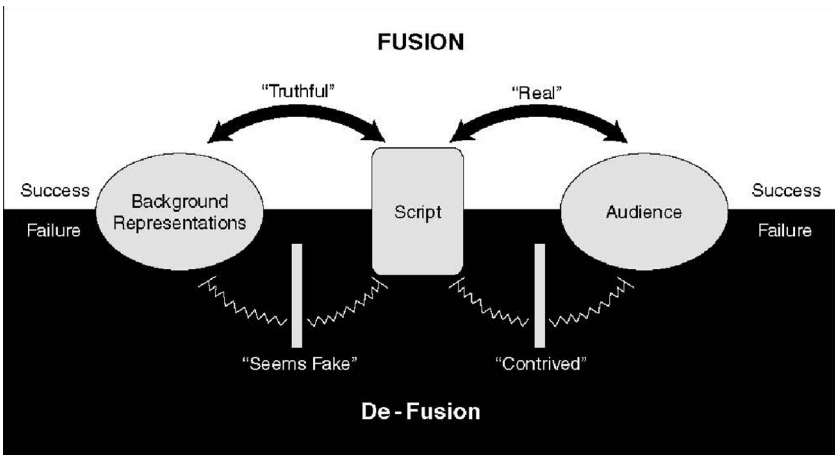 FUSION
“Truthful”
“Real”
Success
Success
Background
Representations
Script
Audience
Failure
Failure
“Seems Fake”
“Contrived”
De - Fusion